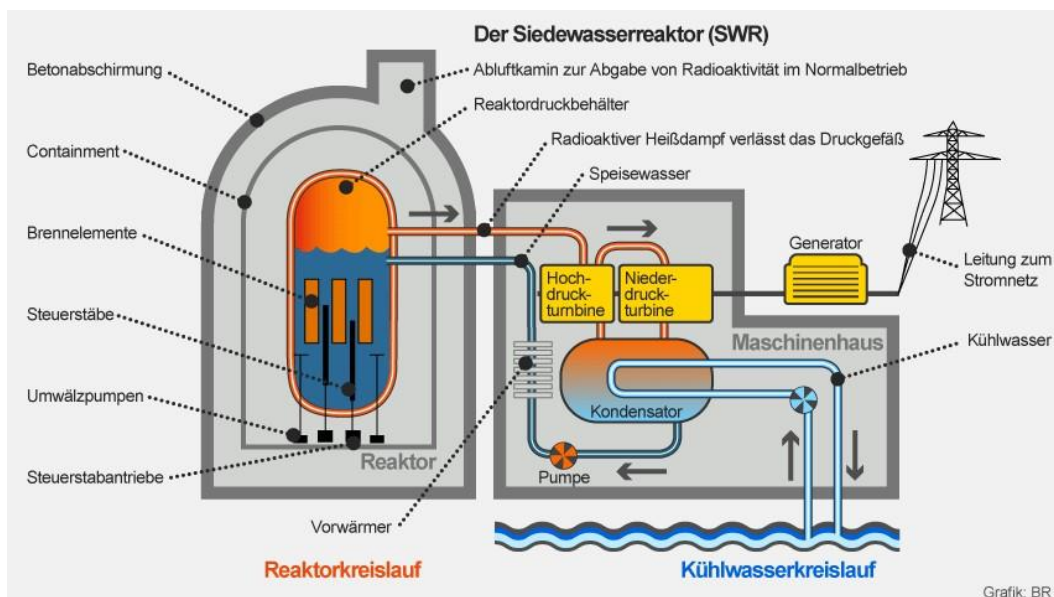 Der Siedewasserreaktor (SWR)
Betonabschirmung
Abluftkamin zur Abgabe von Radioaktivität im Normalbetrieb
Reaktordruckbehälter
Radioaktiver Heißdampf verlässt das Druckgefäß
Containment
Speisewasser
Brennelemente
Generator
Leitung zum
Stromnetz
Hoch-
druck-
turnbine
Nieder-
druck-
turbine
Steuerstäbe
Maschinenhaus
Kühlwasser
Umwälzpumpen
Kondensator
Reaktor
Steuerstabantriebe
Pumpe
Vorwärmer
Reaktorkreislauf
Kühlwasserkreislauf
Grafik: BR